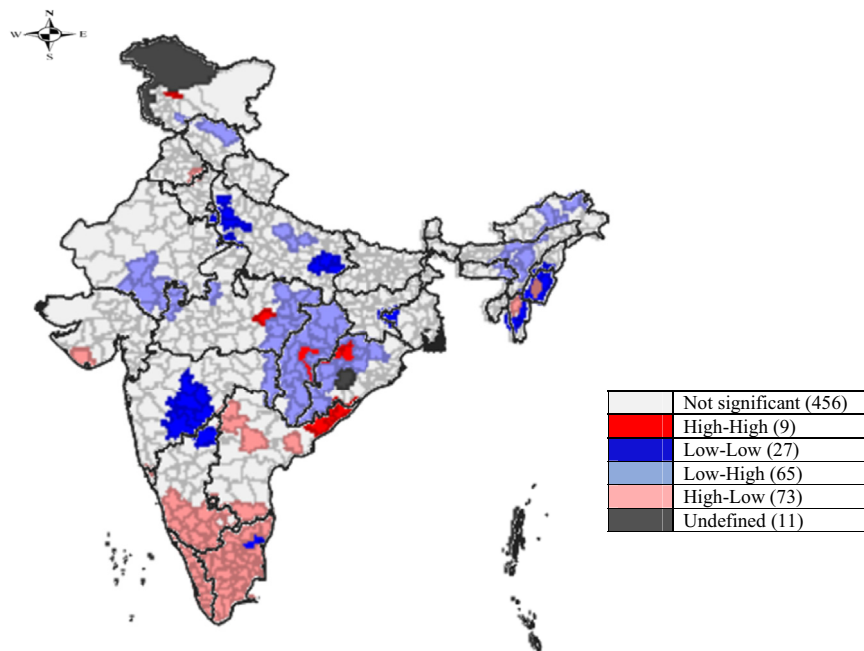 N
W E
S
Not significant (456)
High-High (9)
Low-Low (27)
Low-High (65)
High-Low (73)
Undefined (11)